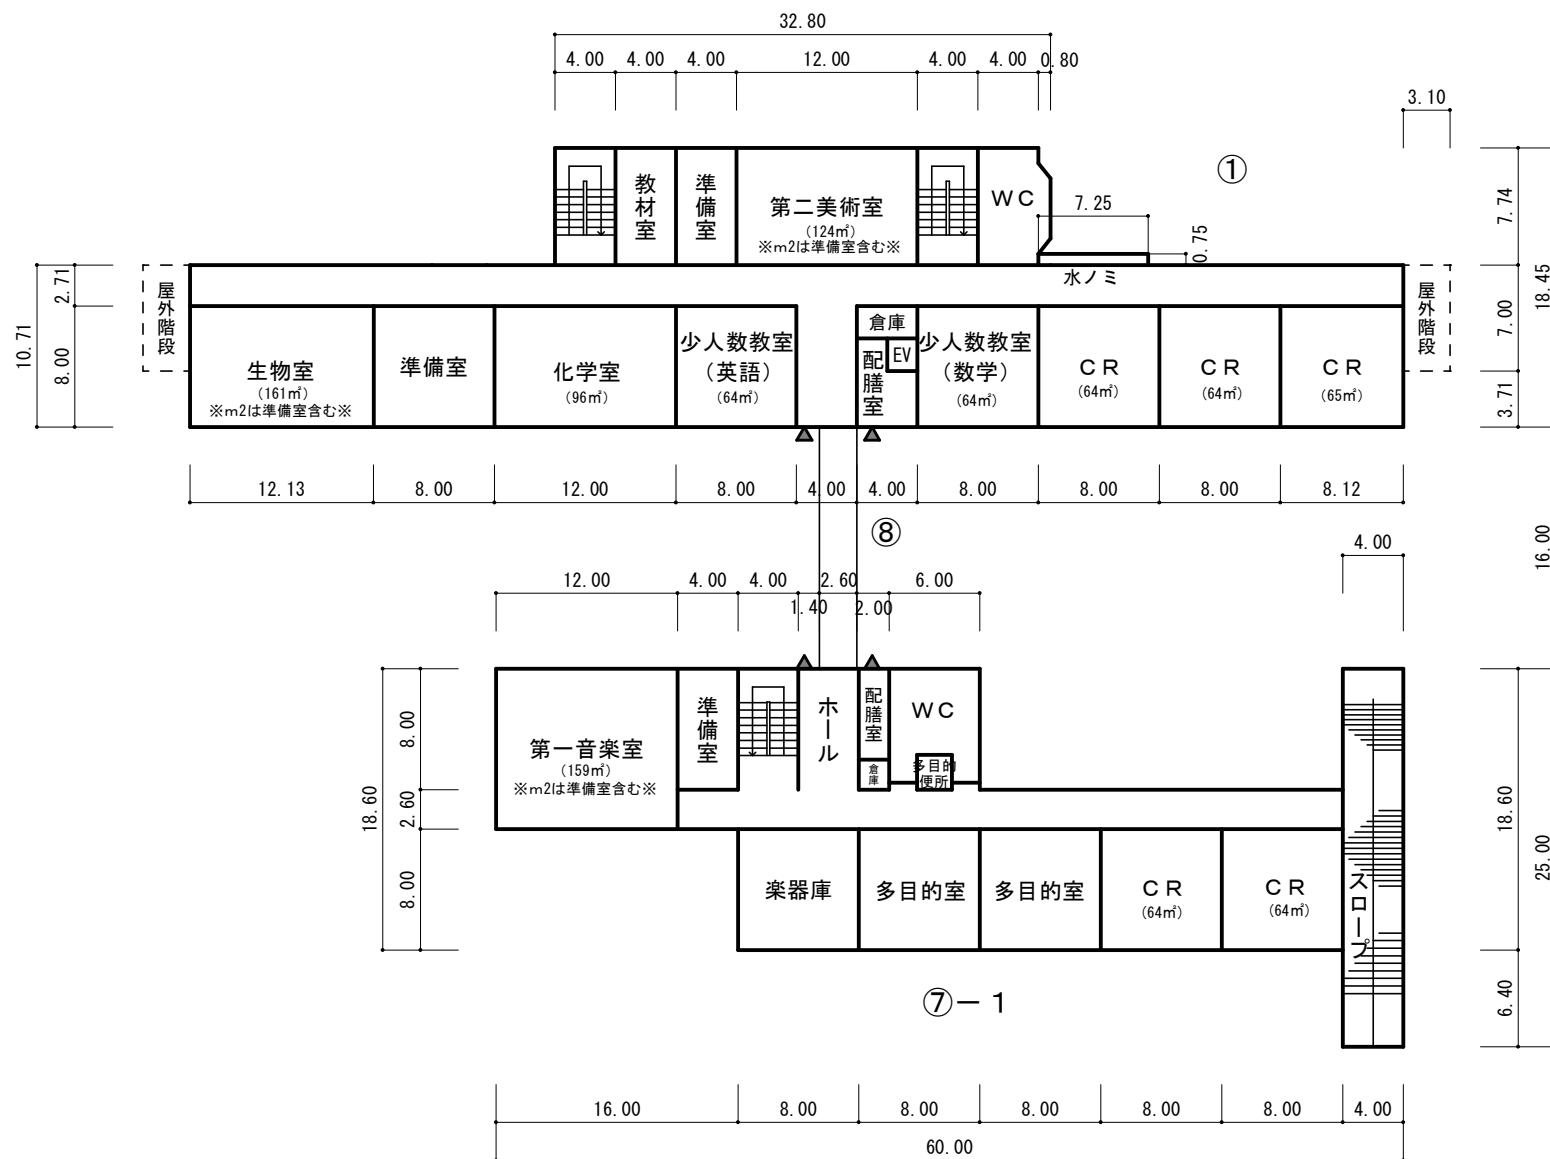 32.80
4.00 4.00 4.00 12.00 4.00 4.00 0.80
3.10
①
教材室
準備室
第二美術室
(124㎡)
※m2は準備室含む※
WC
7.25
0.75
7.74
18.45
水ノミ
屋外階段
屋外階段
2.71
10.71
8.00
7.00
3.71
生物室
(161㎡)
※m2は準備室含む※
準備室
化学室
(96㎡)
少人数教室
(英語)
(64㎡)
倉庫
EV
配膳室
少人数教室
(数学)
(64㎡)
CR
(64㎡)
CR
(64㎡)
CR
(65㎡)
12.13 8.00 12.00 8.00 4.00 4.00 8.00 8.00 8.00 8.12
⑧
16.00
4.00
12.00 4.00 4.00 2.60 6.00
1.40 2.00
第一音楽室
(159㎡)
※m2は準備室含む※
準備室
ホール
配膳室
倉庫
WC
多目的
便所
8.00
2.60
18.60
8.00
楽器庫
多目的室
多目的室
CR
(64㎡)
CR
(64㎡)
スロープ
18.60
25.00
6.40
⑦-1
16.00 8.00 8.00 8.00 8.00 8.00 4.00
60.00